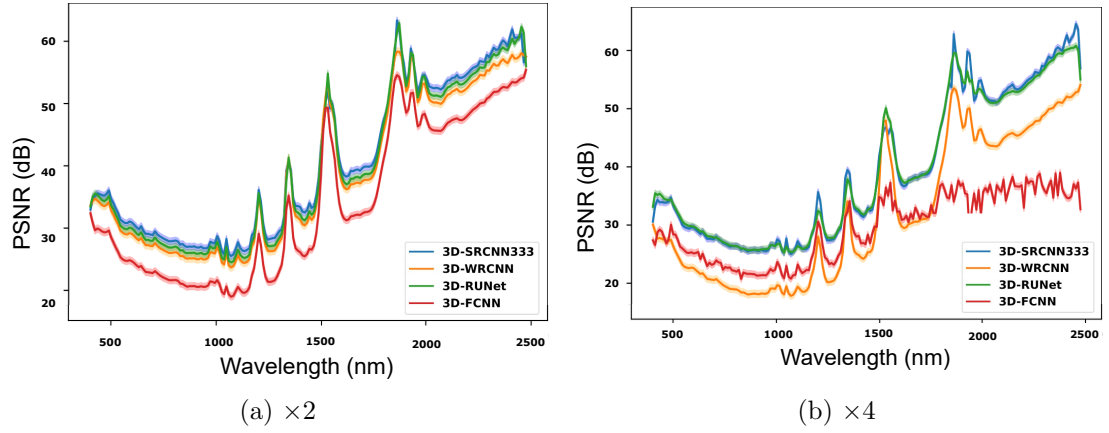 60
50
40
30
20
PSNR (dB)
3D-SRCNN333
3D-WRCNN
3D-RUNet
3D-FCNN
500
1000
1500
2000
2500
Wavelength (nm)
(a) ×2
60
50
40
30
20
PSNR (dB)
3D-SRCNN333
3D-WRCNN
3D-RUNet
3D-FCNN
500
1000
1500
2000
2500
Wavelength (nm)
(b) ×4